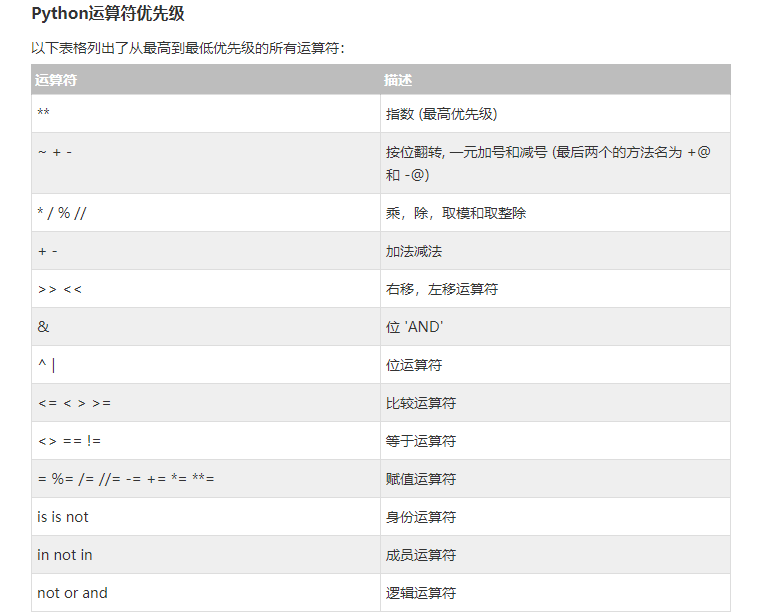 Python运算符优先级
以下表格列出了从最高到最低优先级的所有运算符：
运算符 描述
** 指数 (最高优先级)
~ + - 按位翻转, 一元加号和减号 (最后两个的方法名为 +@
和 -@)
* / % // 乘，除，取模和取整除
+ - 加法减法
>> << 右移，左移运算符
& 位 'AND'
^ | 位运算符
<= < > >= 比较运算符
<> == != 等于运算符
= %= /= //= -= += *= **= 赋值运算符
is is not 身份运算符
in not in 成员运算符
not or and 逻辑运算符